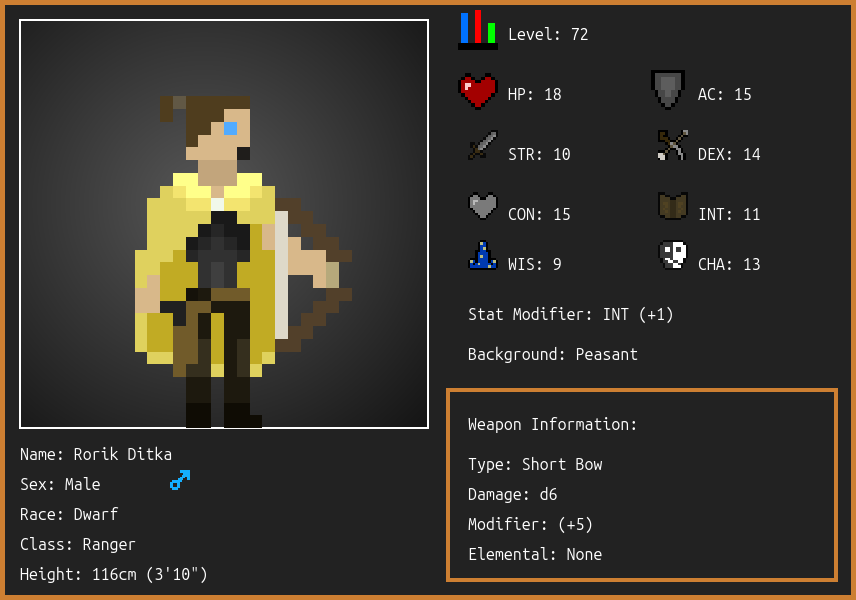 Level: 72
HP: 18
AC: 15
STR: 10
DEX: 14
CON: 15
INT: 11
WIS: 9
CHA: 13
Stat Modifier: INT (+1)
Background: Peasant
Weapon Information:
Type: Short Bow
Damage: d6
Modifier: (+5)
Elemental: None
Name: Rorik Ditka
Sex: Male
Race: Dwarf
Class: Ranger
Height: 116cm (3'10")